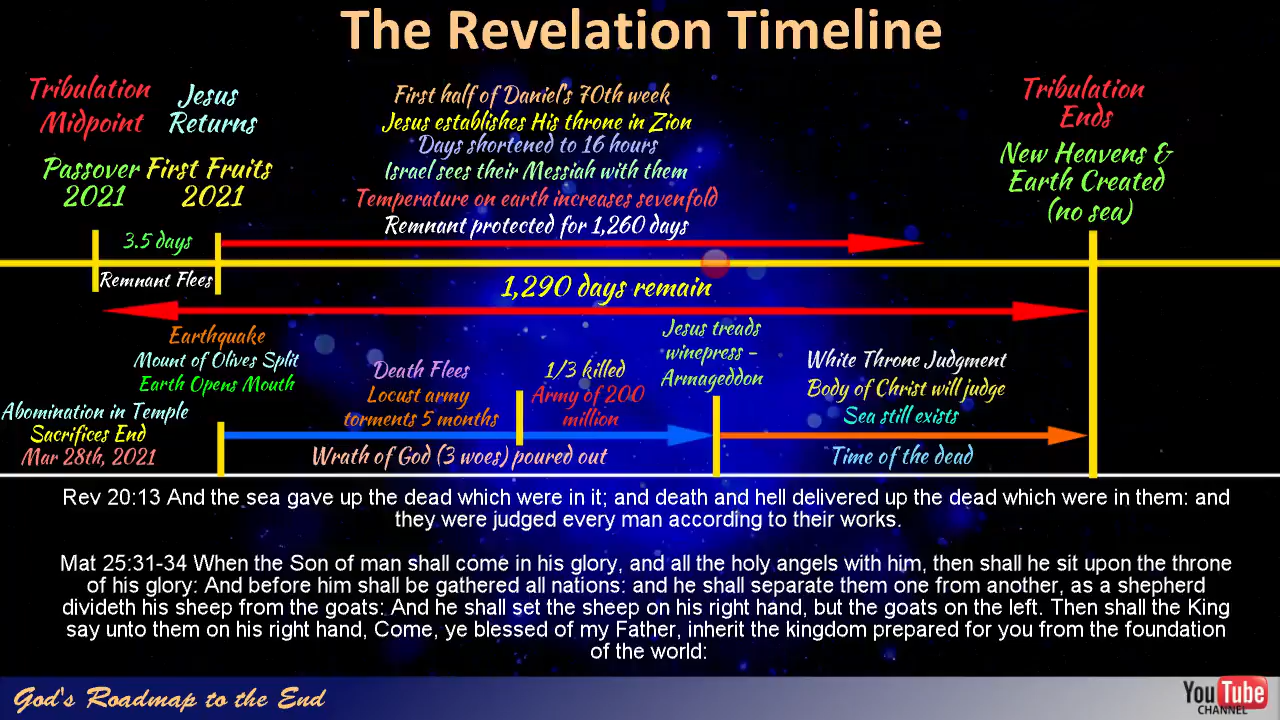 The Revelation Timeline
Tribulation
Midpoint
Jesus
Returns
Passover
2021
First Fruits
2021
First half of Daniel's 70th week
Jesus establishes His throne in Zion
Days shortened to 16 hours
Israel sees their Messiah with them
Temperature on earth increases sevenfold
Remnant protected for 1,260 days
Tribulation
Ends
New Heavens &
Earth Created
(no sea)
3.5 days
Remnant Flees
1,290 days remain
Earthquake
Mount of Olives Split
Earth Opens Mouth
Abomination in Temple
Sacrifices End
Mar 28th, 2021
Death Flees
Locust army
torments 5 months
1/3 killed
Army of 200
million
Jesus treads
winepress -
Armageddon
White Throne Judgment
Body of Christ will judge
Sea still exists
Wrath of God (3 woes) poured out
Time of the dead
Rev 20:13 And the sea gave up the dead which were in it; and death and hell delivered up the dead which were in them: and
they were judged every man according to their works.
Mat 25:31-34 When the Son of man shall come in his glory, and all the holy angels with him, then shall he sit upon the throne
of his glory: And before him shall be gathered all nations: and he shall separate them one from another, as a shepherd
divideth his sheep from the goats: And he shall set the sheep on his right hand, but the goats on the left. Then shall the King
say unto them on his right hand, Come, ye blessed of my Father, inherit the kingdom prepared for you from the foundation
of the world:
God's Roadmap to the End
YouTube
CHANNEL